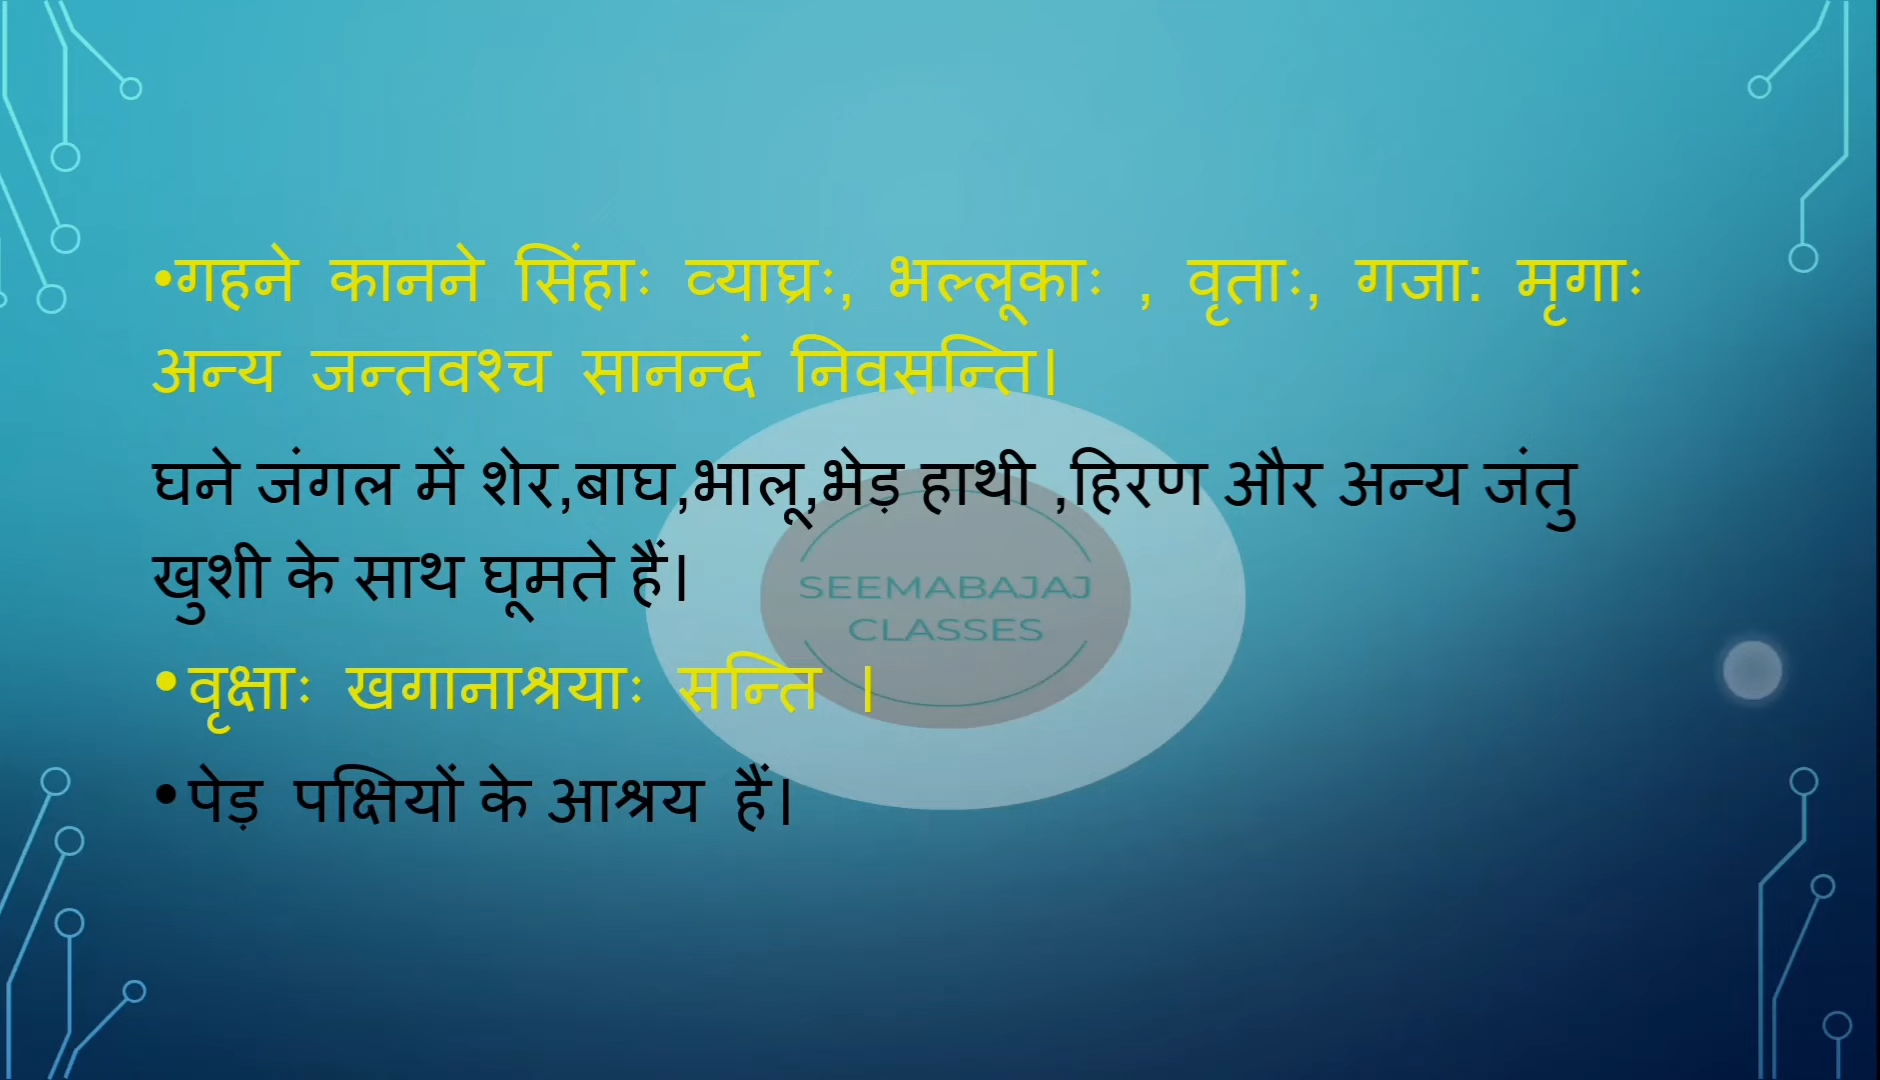 •गहने कानने सिंहाः व्याघ्रः, भल्लूकाः , वृताः, गजा: मृगाः
अन्य जन्तवश्च सानन्दं निवसन्ति।
घने जंगल में शेर,बाघ,भालू,भेड़ हाथी ,हिरण और अन्य जंतु
खुशी के साथ घूमते हैं।
SEEMABAJAJ
CLASSES
•वृक्षाः खगानाश्रयाः सन्ति ।
•पेड़ पक्षियों के आश्रय हैं।